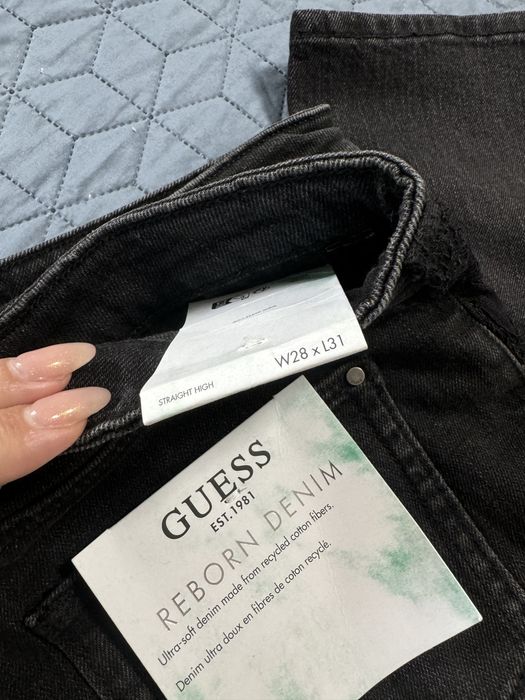 STRAIGHT HIGH
W28 x L31
GUESS
EST.1981
REBORN DENIM
Ultra-soft denim made from recycled cotton fibers.
Denim ultra doux en fibres de coton recyclé.